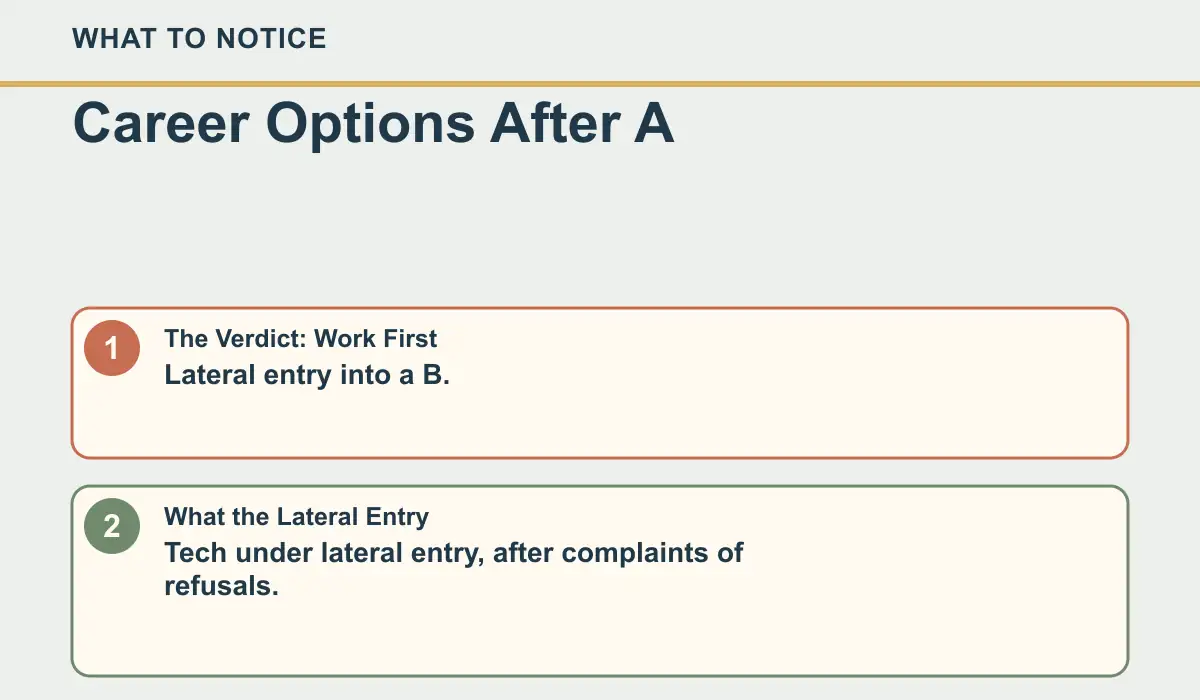 WHAT TO NOTICE
Career Options After A
1
The Verdict: Work First
Lateral entry into a B.
2
What the Lateral Entry
Tech under lateral entry, after complaints of
refusals.